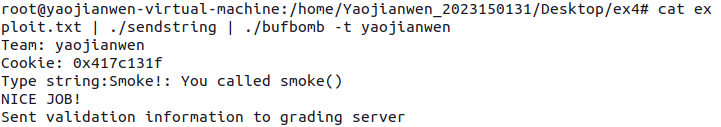 root@yaojianwen-virtual-machine:/home/Yaojianwen_2023150131/Desktop/ex4# cat ex
ploit.txt | ./sendstring | ./bufbomb -t yaojianwen
Team: yaojianwen
Cookie: 0x417c131f
Type string:Smoke!: You called smoke()
NICE JOB!
Sent validation information to grading server